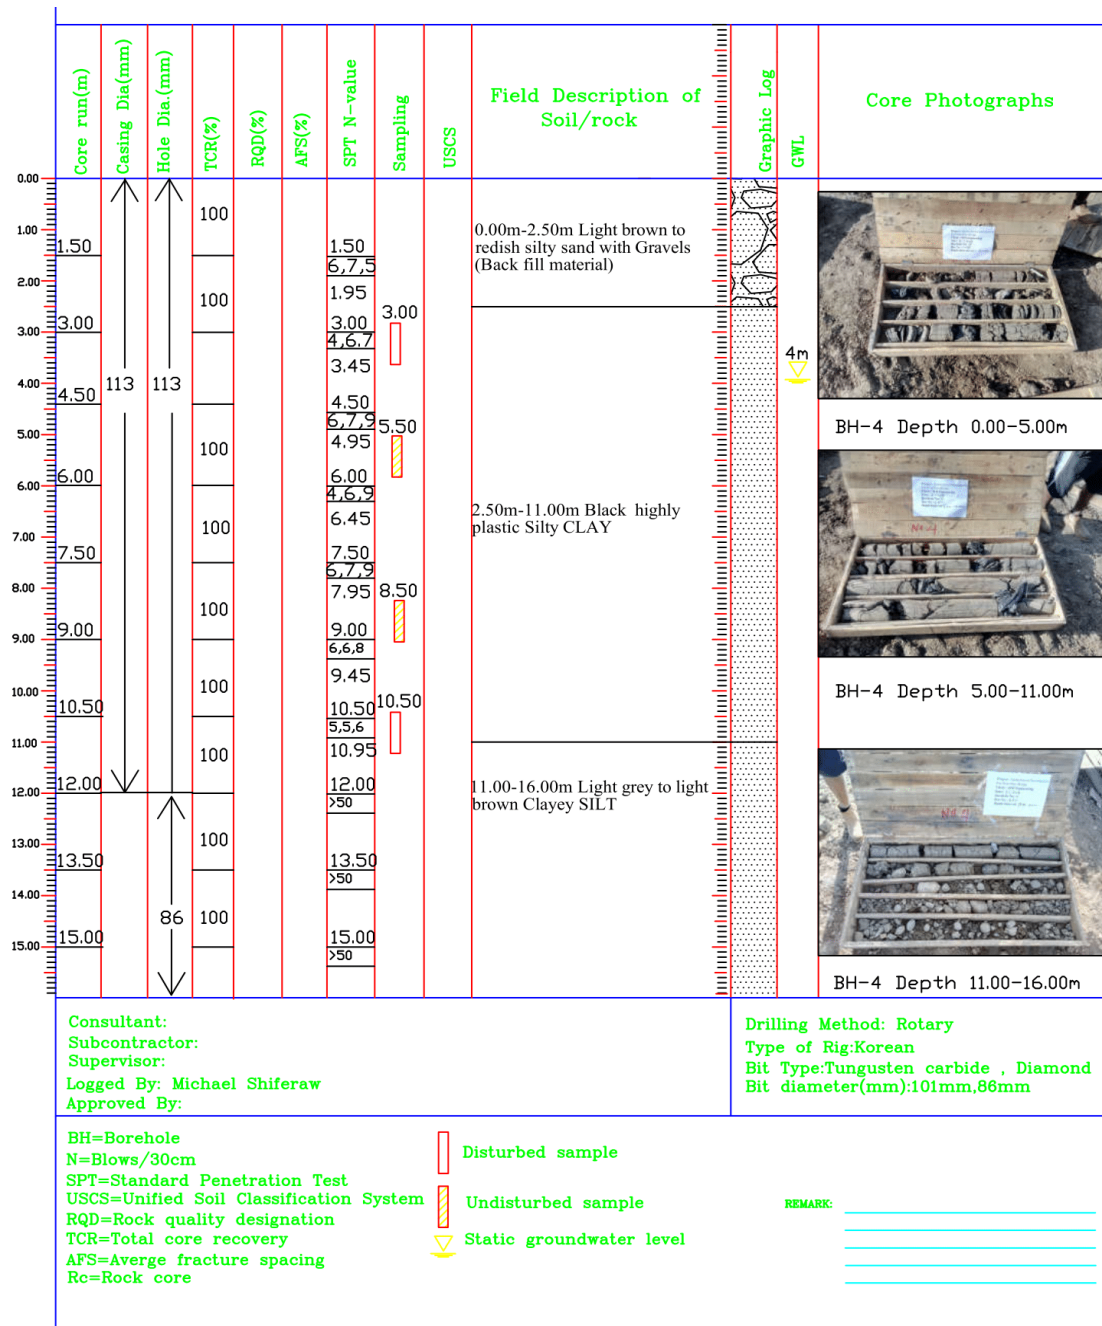 Core run(m)
Casing Dia(mm)
Hole Dia.(mm)
TCR(%)
RQD(%)
AFS(%)
SPT N-value
Sampling
USCS
Field Description of
Soil/rock
Graphic Log
GWL
Core Photographs
0.00
1.00
2.00
3.00
4.00
5.00
6.00
7.00
8.00
9.00
10.00
11.00
12.00
13.00
14.00
15.00
1.50
3.00
4.50
6.00
7.50
9.00
10.50
12.00
13.50
15.00
113
113
86
100
100
100
100
100
100
100
100
100
1.50
6,7,5
1.95
3.00
4,6.7
3.45
4.50
6,7,9
4.95
6.00
4,6,9
6.45
7.50
6,7,9
7.95
9.00
6,6,8
9.45
10.50
5,5,6
10.95
12.00
>50
13.50
>50
15.00
>50
3.00
5.50
8.50
10.50
0.00m-2.50m Light brown to
redish silty sand with Gravels
(Back fill material)
2.50m-11.00m Black highly
plastic Silty CLAY
11.00-16.00m Light grey to light
brown Clayey SILT
4m
BH-4 Depth 0.00-5.00m
BH-4 Depth 5.00-11.00m
BH-4 Depth 11.00-16.00m
Consultant:
Subcontractor:
Supervisor:
Logged By: Michael Shiferaw
Approved By:
Drilling Method: Rotary
Type of Rig:Korean
Bit Type:Tungusten carbide , Diamond
Bit diameter(mm):101mm,86mm
BH=Borehole
N=Blows/30cm
SPT=Standard Penetration Test
USCS=Unified Soil Classification System
RQD=Rock quality designation
TCR=Total core recovery
AFS=Averge fracture spacing
Rc=Rock core
Disturbed sample
Undisturbed sample
Static groundwater level
REMARK: